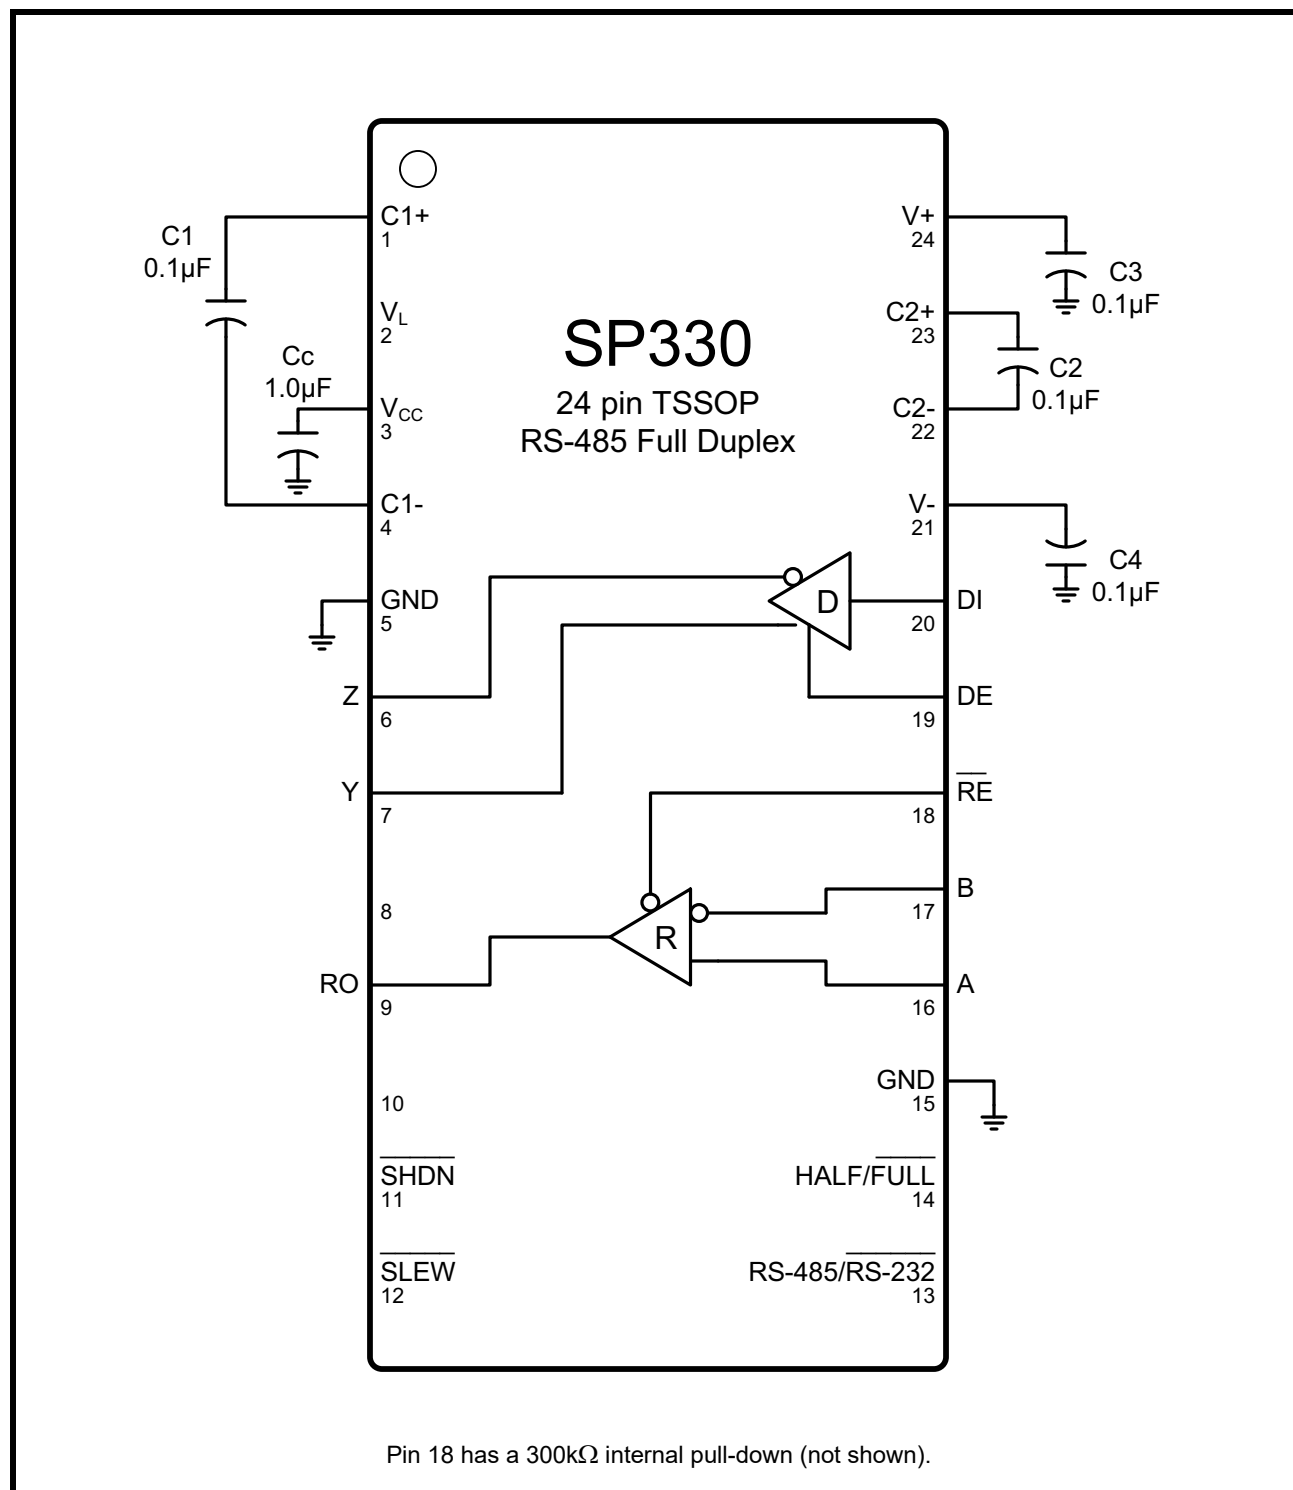 C1
0.1µF
Cc
1.0µF
C1+
1
VL
2
VCC
3
C1-
4
GND
5
Z
6
Y
7
8
RO
9
10
SHDN
11
SLEW
12
SP330
24 pin TSSOP
RS-485 Full Duplex
D
R
V+
24
C2+
23
C2-
22
V-
21
DI
20
DE
19
RE
18
B
17
A
16
GND
15
HALF/FULL
14
RS-485/RS-232
13
C3
0.1µF
C2
0.1µF
C4
0.1µF
Pin 18 has a 300kΩ internal pull-down (not shown).